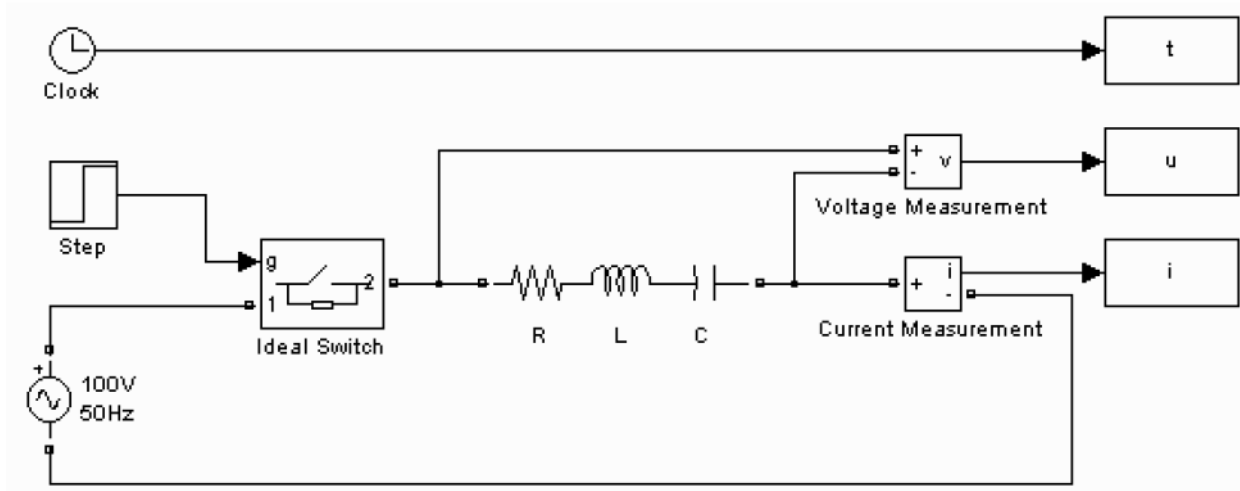 t
Clock
+
v
u
-
Voltage Measurement
Step
g
1
2
Ideal Switch
R
L
C
+
i
-
i
Current Measurement
+
100V
50Hz